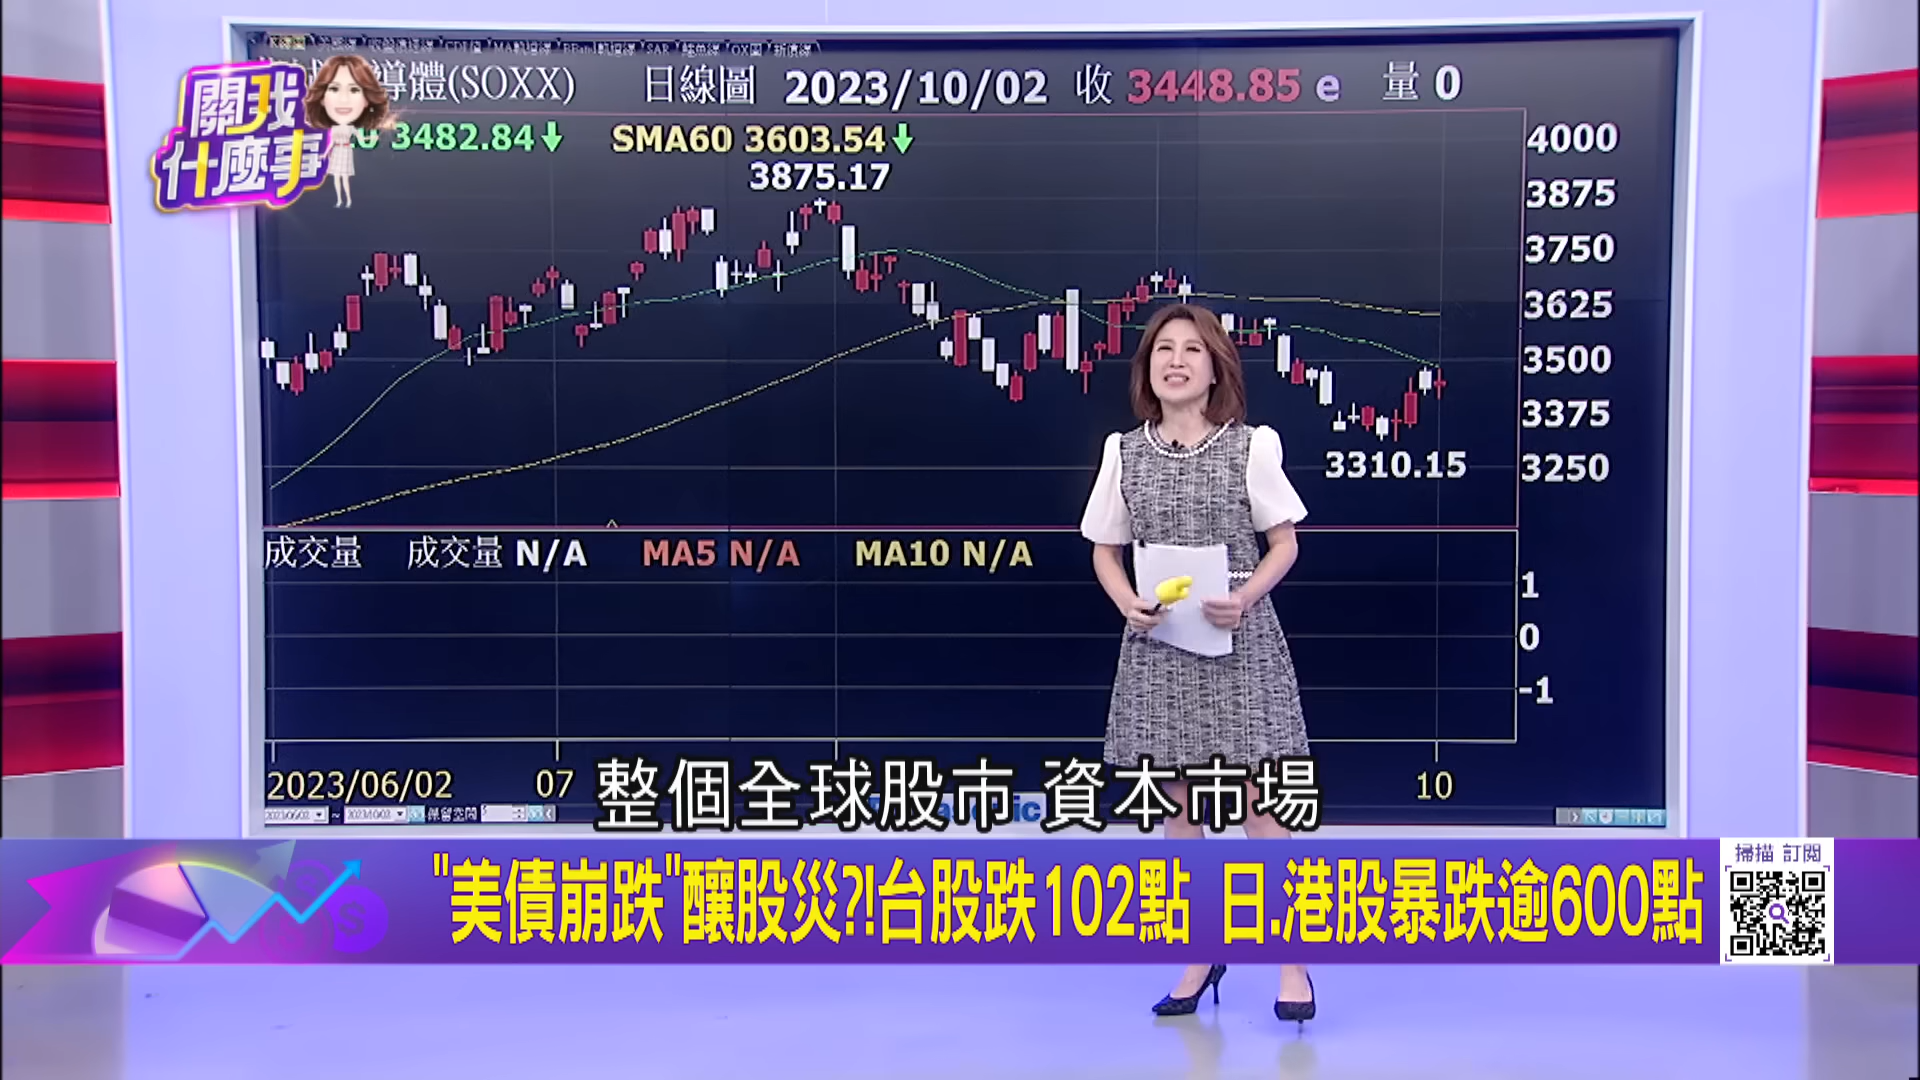 關我
什麼事
導體(SOXX) 日線圖 2023/10/02 收 3448.85 e 量 0
3482.84↓ SMA60 3603.54↓
3875.17
4000
3875
3750
3625
3500
3375
3250
3310.15
成交量 成交量 N/A MA5 N/A MA10 N/A
1
0
-1
2023/06/02 07 10
保留空間
整個全球股市 資本市場
"美債崩跌"釀股災?!台股跌102點 日.港股暴跌逾600點
掃描 訂閱